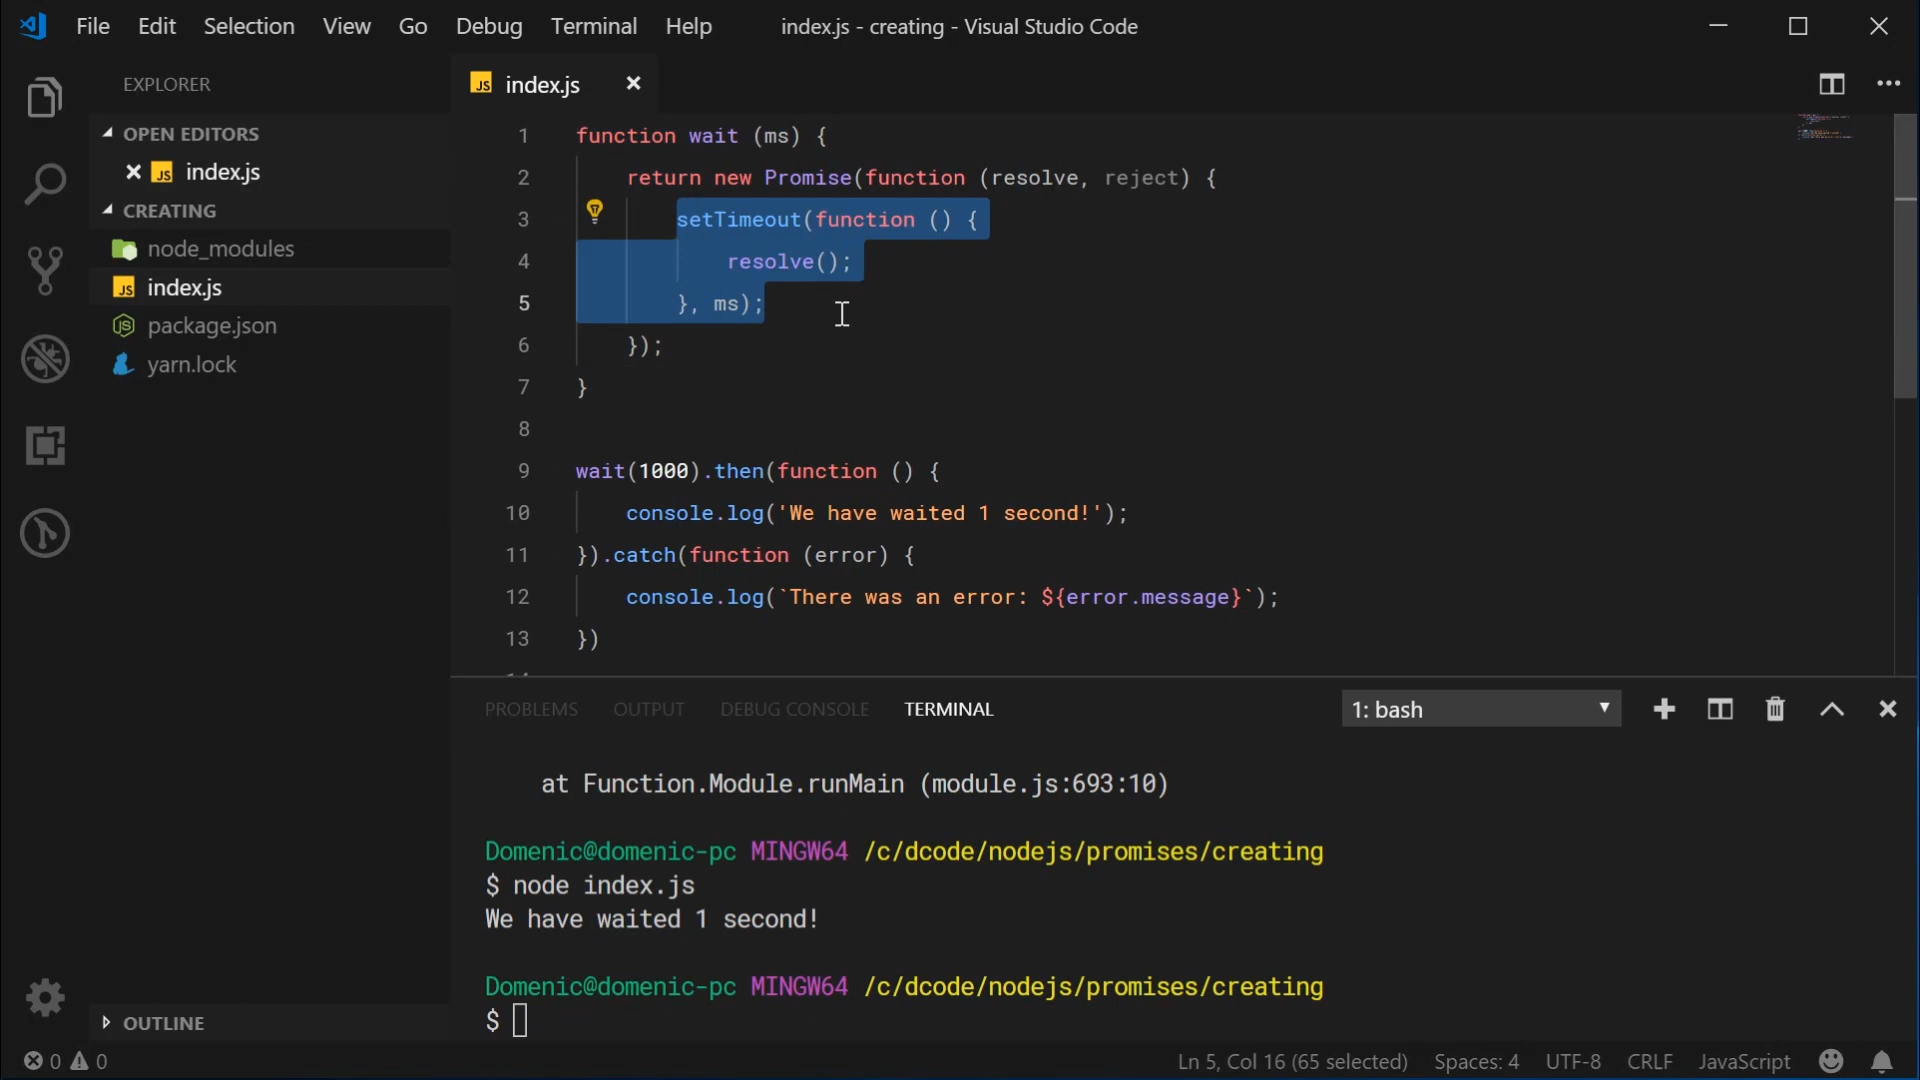 File Edit Selection View Go Debug Terminal Help index.js - creating - Visual Studio Code
EXPLORER
OPEN EDITORS
JS index.js
CREATING
node_modules
JS index.js
package.json
yarn.lock
OUTLINE
JS index.js
1 function wait (ms) {
2 return new Promise(function (resolve, reject) {
3 setTimeout(function () {
4 resolve();
5 }, ms);
6 });
7 }
8
9 wait(1000).then(function () {
10 console.log('We have waited 1 second!');
11 }).catch(function (error) {
12 console.log(`There was an error: ${error.message}`);
13 })
PROBLEMS OUTPUT DEBUG CONSOLE TERMINAL 1: bash
at Function.Module.runMain (module.js:693:10)
Domenic@domenic-pc MINGW64 /c/dcode/nodejs/promises/creating
$ node index.js
We have waited 1 second!
Domenic@domenic-pc MINGW64 /c/dcode/nodejs/promises/creating
$
0 0 Ln 5, Col 16 (65 selected) Spaces: 4 UTF-8 CRLF JavaScript